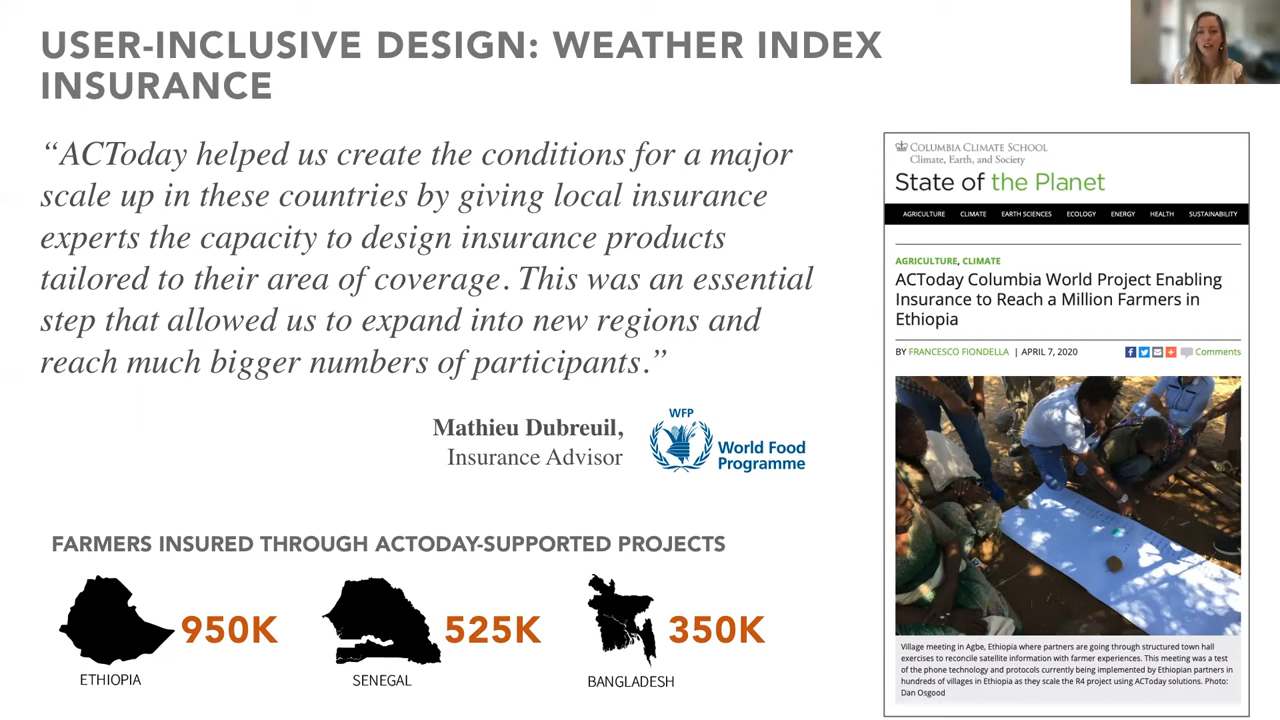 USER-INCLUSIVE DESIGN: WEATHER INDEX
INSURANCE
“ACToday helped us create the conditions for a major
scale up in these countries by giving local insurance
experts the capacity to design insurance products
tailored to their area of coverage. This was an essential
step that allowed us to expand into new regions and
reach much bigger numbers of participants.”
Mathieu Dubreuil,
Insurance Advisor
WFP
World Food
Programme
FARMERS INSURED THROUGH ACTODAY-SUPPORTED PROJECTS
950K
525K
350K
ETHIOPIA
SENEGAL
BANGLADESH
COLUMBIA CLIMATE SCHOOL
Climate, Earth, and Society
State of the Planet
AGRICULTURE CLIMATE EARTH SCIENCES ECOLOGY ENERGY HEALTH SUSTAINABILITY
AGRICULTURE, CLIMATE
ACToday Columbia World Project Enabling
Insurance to Reach a Million Farmers in
Ethiopia
BY FRANCESCO FIONDELLA | APRIL 7, 2020 Comments
Village meeting in Agbe, Ethiopia where partners are going through structured town hall
exercises to reconcile satellite information with farmer experiences. This meeting was a test
of the phone technology and protocols currently being implemented by Ethiopian partners in
hundreds of villages in Ethiopia as they scale the R4 project using ACToday solutions. Photo:
Dan Osgood